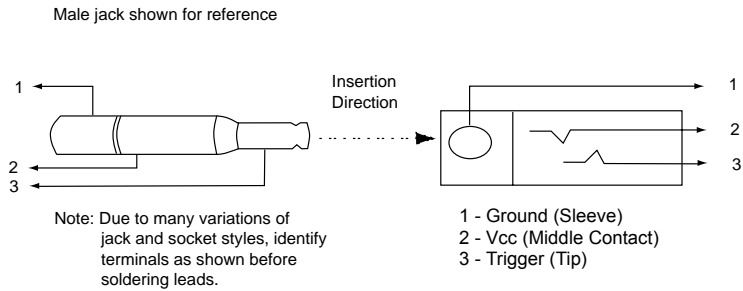 Male jack shown for reference
1
2
3
Insertion
Direction
1
2
3
Note: Due to many variations of
jack and socket styles, identify
terminals as shown before
soldering leads.
1 - Ground (Sleeve)
2 - Vcc (Middle Contact)
3 - Trigger (Tip)